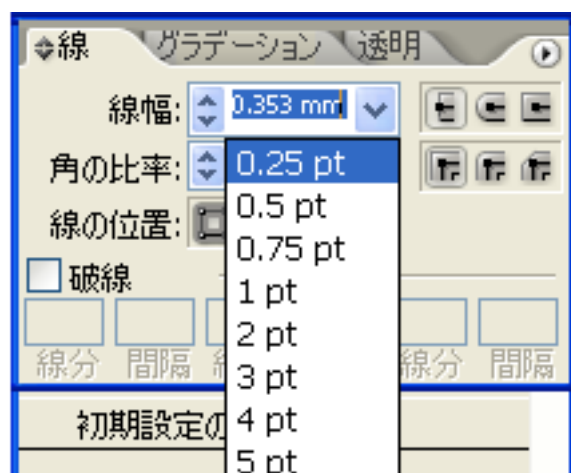 線 グラデーション 透明
線幅: 0.353 mm
角の比率: 0.25 pt
0.5 pt
線の位置:
0.75 pt
破線
1 pt
2 pt
線分 間隔 線分 間隔
3 pt
初期設定の 4 pt
5 pt